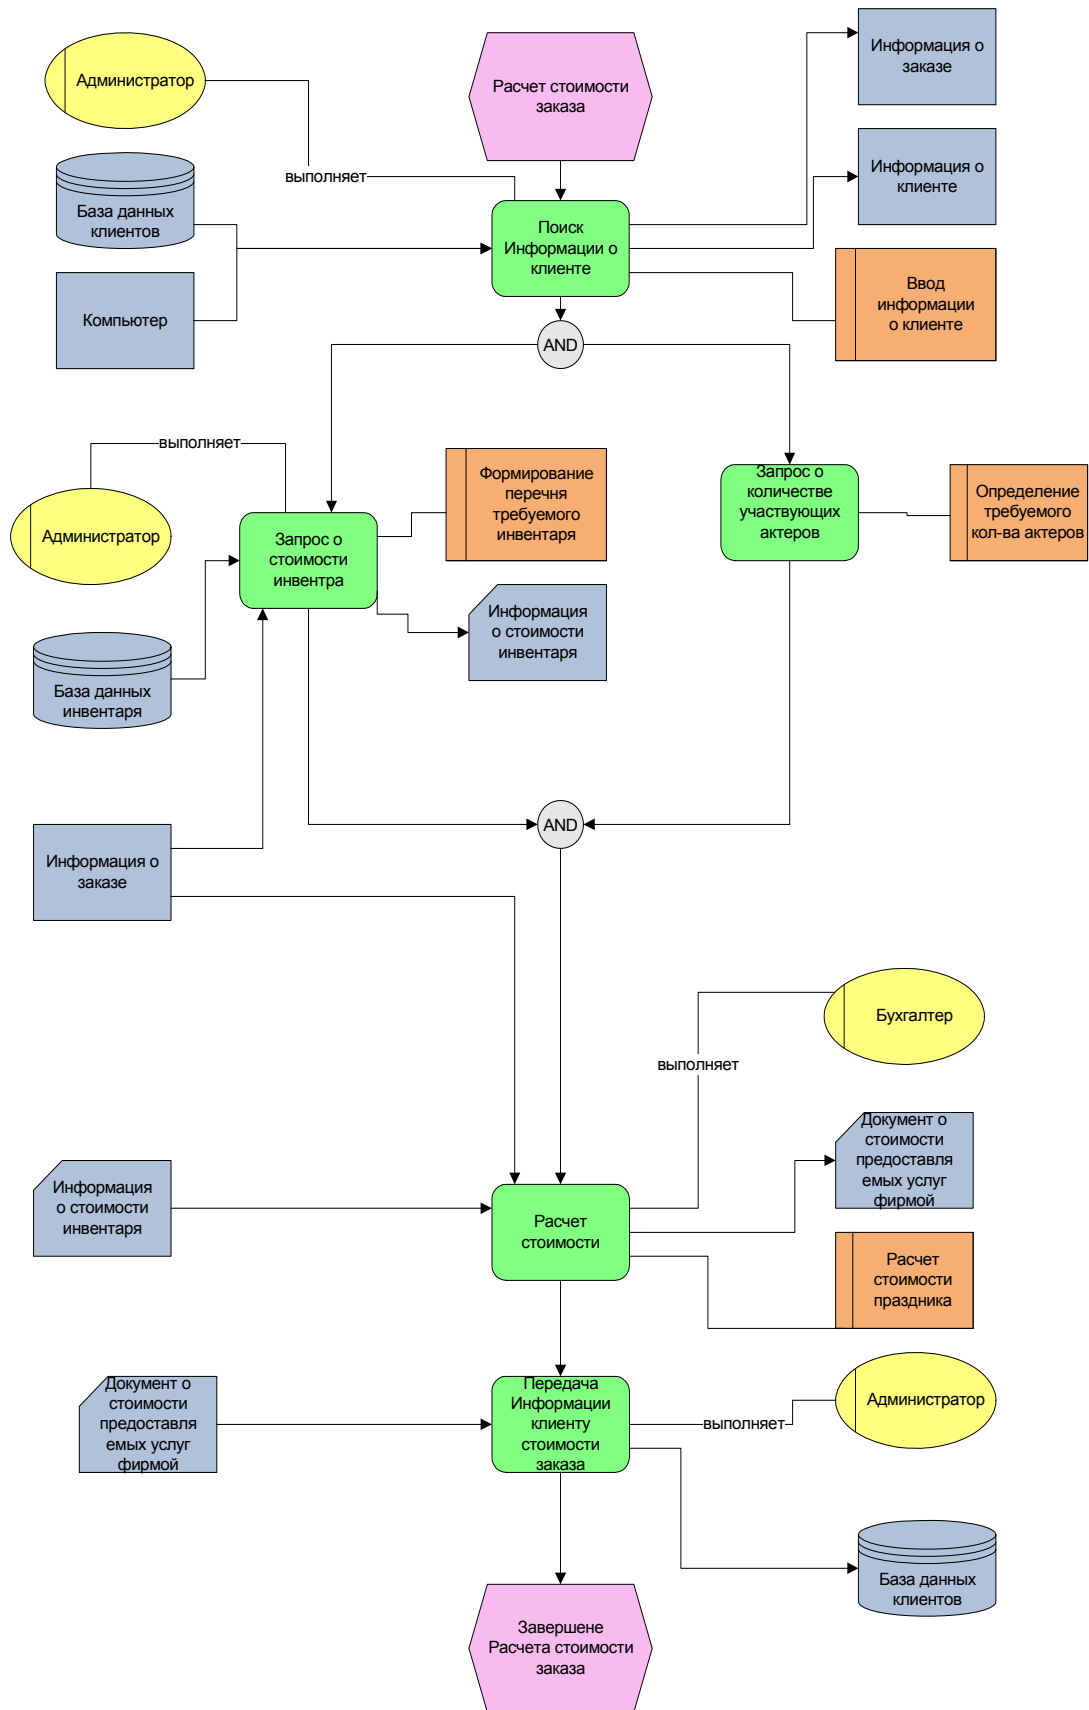 Администратор
Расчет стоимости
заказа
Информация о
заказе
выполняет
База данных
клиентов
Поиск
Информации о
клиенте
Информация о
клиенте
Компьютер
Ввод
информации
о клиенте
AND
выполняет
Администратор
Запрос о
стоимости
инвентра
Формирование
перечня
требуемого
инвентаря
Запрос о
количестве
участвующих
актеров
Определение
требуемого
кол-ва актеров
Информация
о стоимости
инвентаря
База данных
инвентаря
AND
Информация о
заказе
Бухгалтер
выполняет
Информация
о стоимости
инвентаря
Расчет
стоимости
Документ о
стоимости
предоставля
емых услуг
фирмой
Расчет
стоимости
праздника
Документ о
стоимости
предоставля
емых услуг
фирмой
Передача
Информации
клиенту
стоимости
заказа
выполняет
Администратор
База данных
клиентов
Завершене
Расчета стоимости
заказа